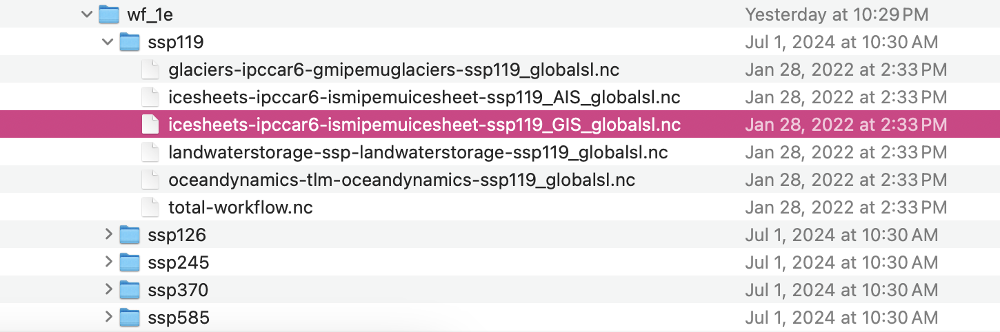 wf_1e Yesterday at 10:29 PM
ssp119 Jul 1, 2024 at 10:30 AM
glaciers-ipccar6-gmipemuglaciers-ssp119_globalsl.nc Jan 28, 2022 at 2:33 PM
icesheets-ipccar6-ismipemuicesheet-ssp119_AIS_globalsl.nc Jan 28, 2022 at 2:33 PM
icesheets-ipccar6-ismipemuicesheet-ssp119_GIS_globalsl.nc Jan 28, 2022 at 2:33 PM
landwaterstorage-ssp-landwaterstorage-ssp119_globalsl.nc Jan 28, 2022 at 2:33 PM
oceandynamics-tlm-oceandynamics-ssp119_globalsl.nc Jan 28, 2022 at 2:33 PM
total-workflow.nc Jan 28, 2022 at 2:33 PM
ssp126 Jul 1, 2024 at 10:30 AM
ssp245 Jul 1, 2024 at 10:30 AM
ssp370 Jul 1, 2024 at 10:30 AM
ssp585 Jul 1, 2024 at 10:30 AM